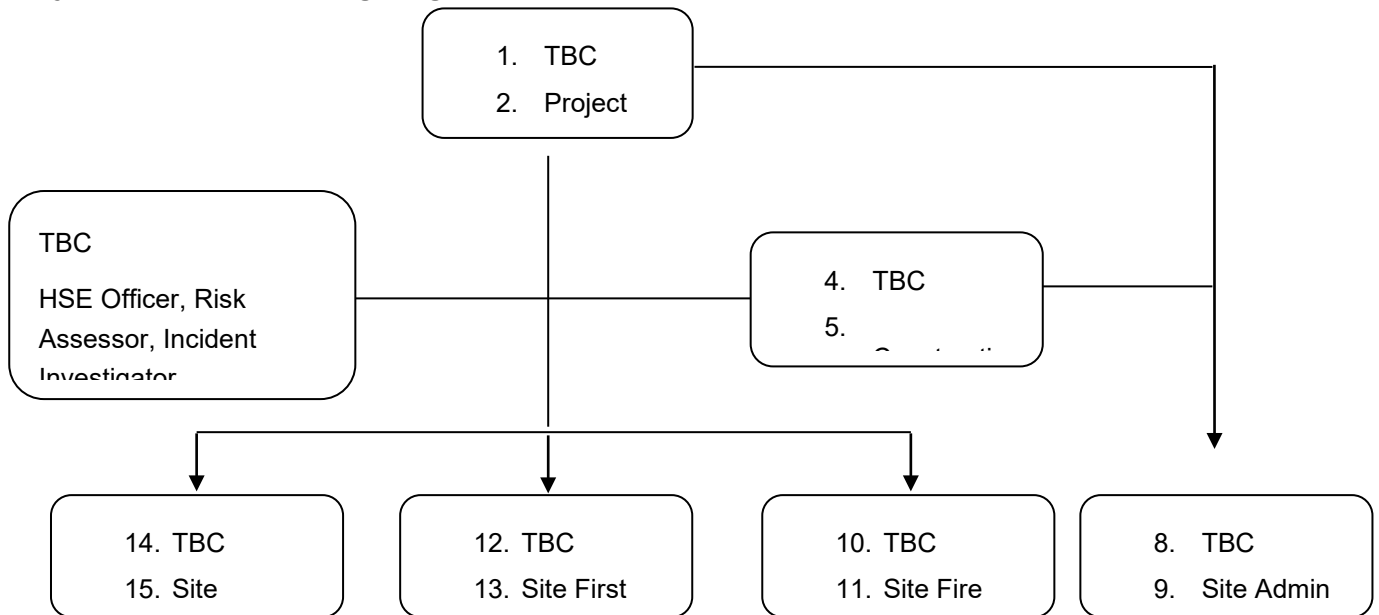 1. TBC
2. Project
TBC
HSE Officer, Risk
Assessor, Incident
Investigator
4. TBC
5.
14. TBC
15. Site
12. TBC
13. Site First
10. TBC
11. Site Fire
8. TBC
9. Site Admin